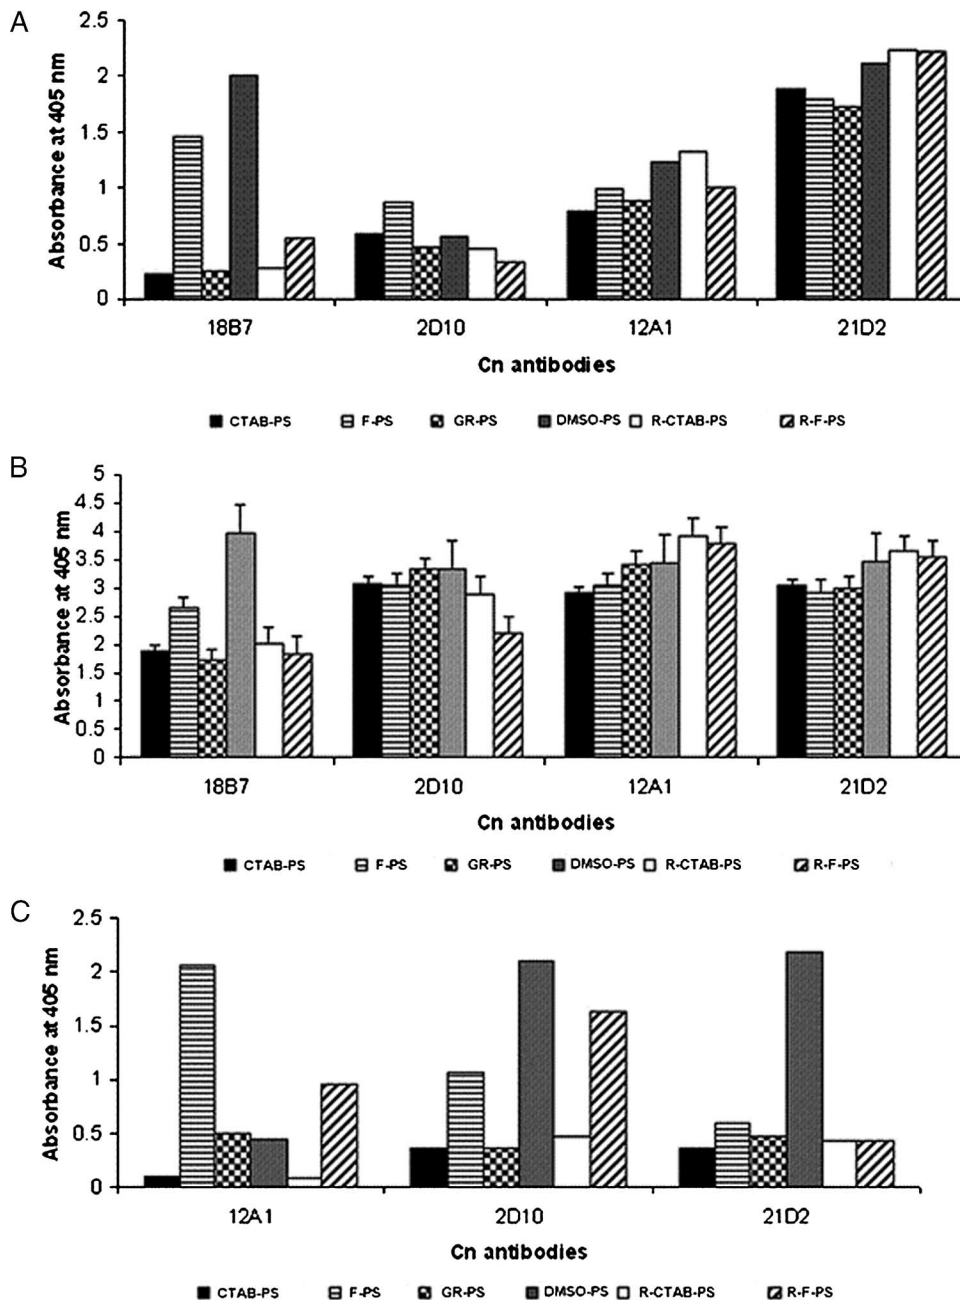 A
Absorbance at 405 nm
2.5
2
1.5
1
0.5
0
18B7 2D10 12A1 21D2
Cn antibodies
CTAB-PS F-PS GR-PS DMSO-PS R-CTAB-PS R-F-PS
B
Absorbance at 405 nm
5
4.5
4
3.5
3
2.5
2
1.5
1
0.5
0
18B7 2D10 12A1 21D2
Cn antibodies
CTAB-PS F-PS GR-PS DMSO-PS R-CTAB-PS R-F-PS
C
Absorbance at 405 nm
2.5
2
1.5
1
0.5
0
12A1 2D10 21D2
Cn antibodies
CTAB-PS F-PS GR-PS DMSO-PS R-CTAB-PS R-F-PS